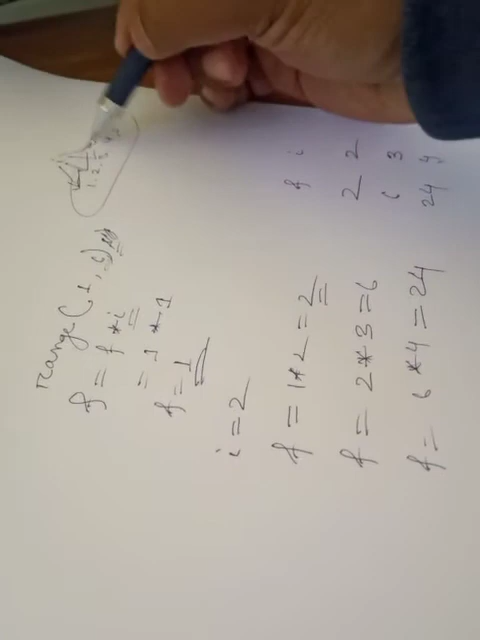 range(1,
f = f * i
= 1 * 1
f = 1
i = 2
f = 1 * 2 = 2
f = 2 * 3 = 6
f = 6 * 4 = 24
f i
2 2
6 3
24 4